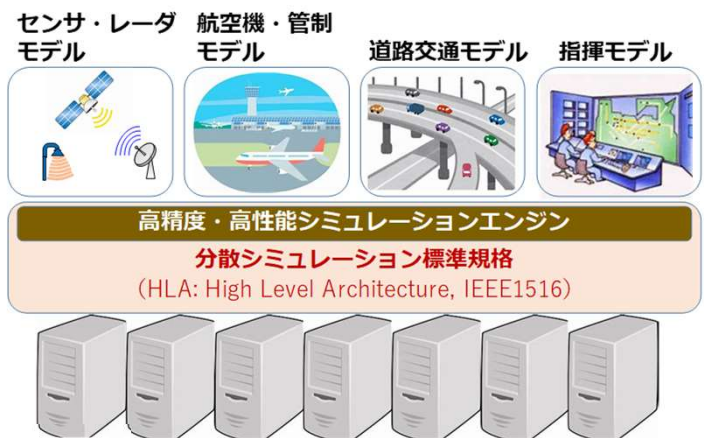 センサ・レーダ
モデル
航空機・管制
モデル
道路交通モデル
指揮モデル
高精度・高性能シミュレーションエンジン
分散シミュレーション標準規格
(HLA: High Level Architecture, IEEE1516)